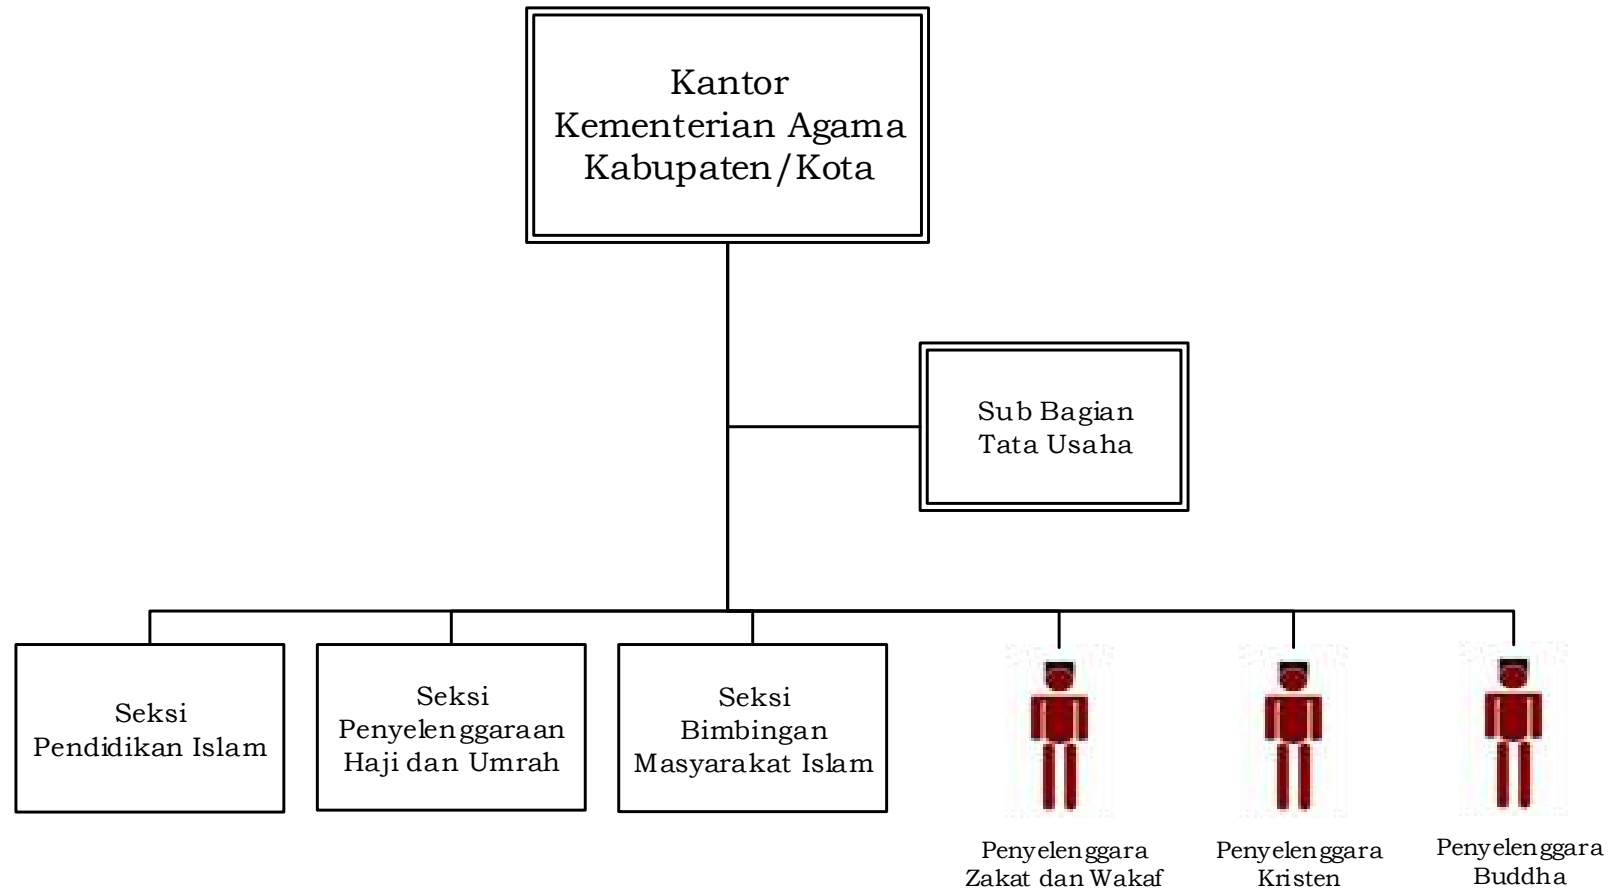 Kantor
Kementerian Agama
Kabupaten/Kota
Sub Bagian
Tata Usaha
Seksi
Pendidikan Islam
Seksi
Penyelenggaraan
Haji dan Umrah
Seksi
Bimbingan
Masyarakat Islam
Penyelenggara
Zakat dan Wakaf
Penyelenggara
Kristen
Penyelenggara
Buddha